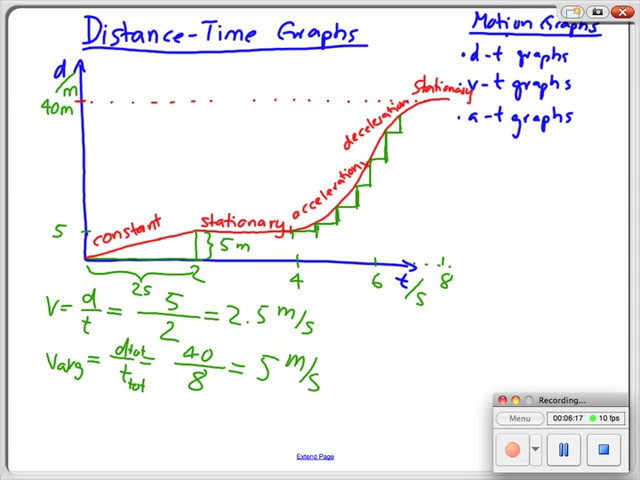 Distance-Time Graphs
Motion Graphs
• d-t graphs
• v-t graphs
• a-t graphs
d
m
40m
stationary
deceleration
acceleration
constant
stationary
5
5m
2s
2
4
6
t/s
8
V = d/t = 5/2 = 2.5 m/s
Varg = dtot/ttot = 40/8 = 5 m/s
Recording...
Menu
00:06:17
10 fps
Extend Page